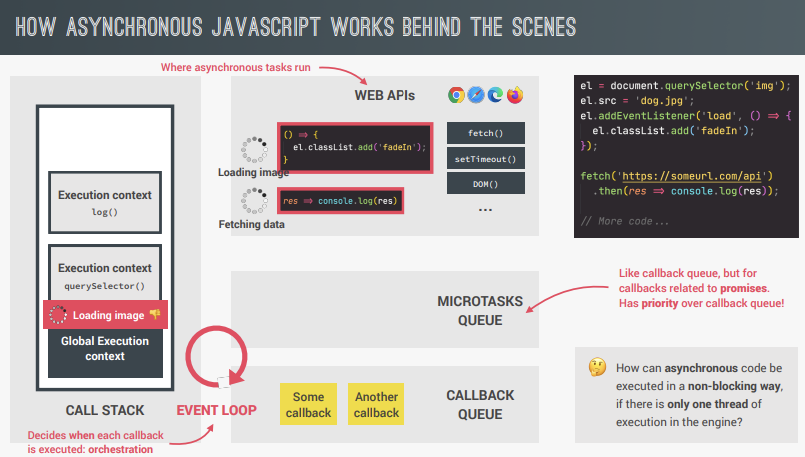 HOW ASYNCHRONOUS JAVASCRIPT WORKS BEHIND THE SCENES
Where asynchronous tasks run
WEB APIs
() => {
el.classList.add('fadeIn');
}
Loading image
res => console.log(res)
Fetching data
fetch()
setTimeout()
DOM()
...
el = document.querySelector('img');
el.src = 'dog.jpg';
el.addEventListener('load', () => {
el.classList.add('fadeIn');
});
fetch('https://someurl.com/api')
.then(res => console.log(res));
// More code...
Execution context
log()
Execution context
querySelector()
Loading image 👎
Global Execution
context
CALL STACK
EVENT LOOP
Decides when each callback
is executed: orchestration
MICROTASKS
QUEUE
Like callback queue, but for
callbacks related to promises.
Has priority over callback queue!
Some
callback
Another
callback
CALLBACK
QUEUE
🤔 How can asynchronous code be
executed in a non-blocking way,
if there is only one thread of
execution in the engine?